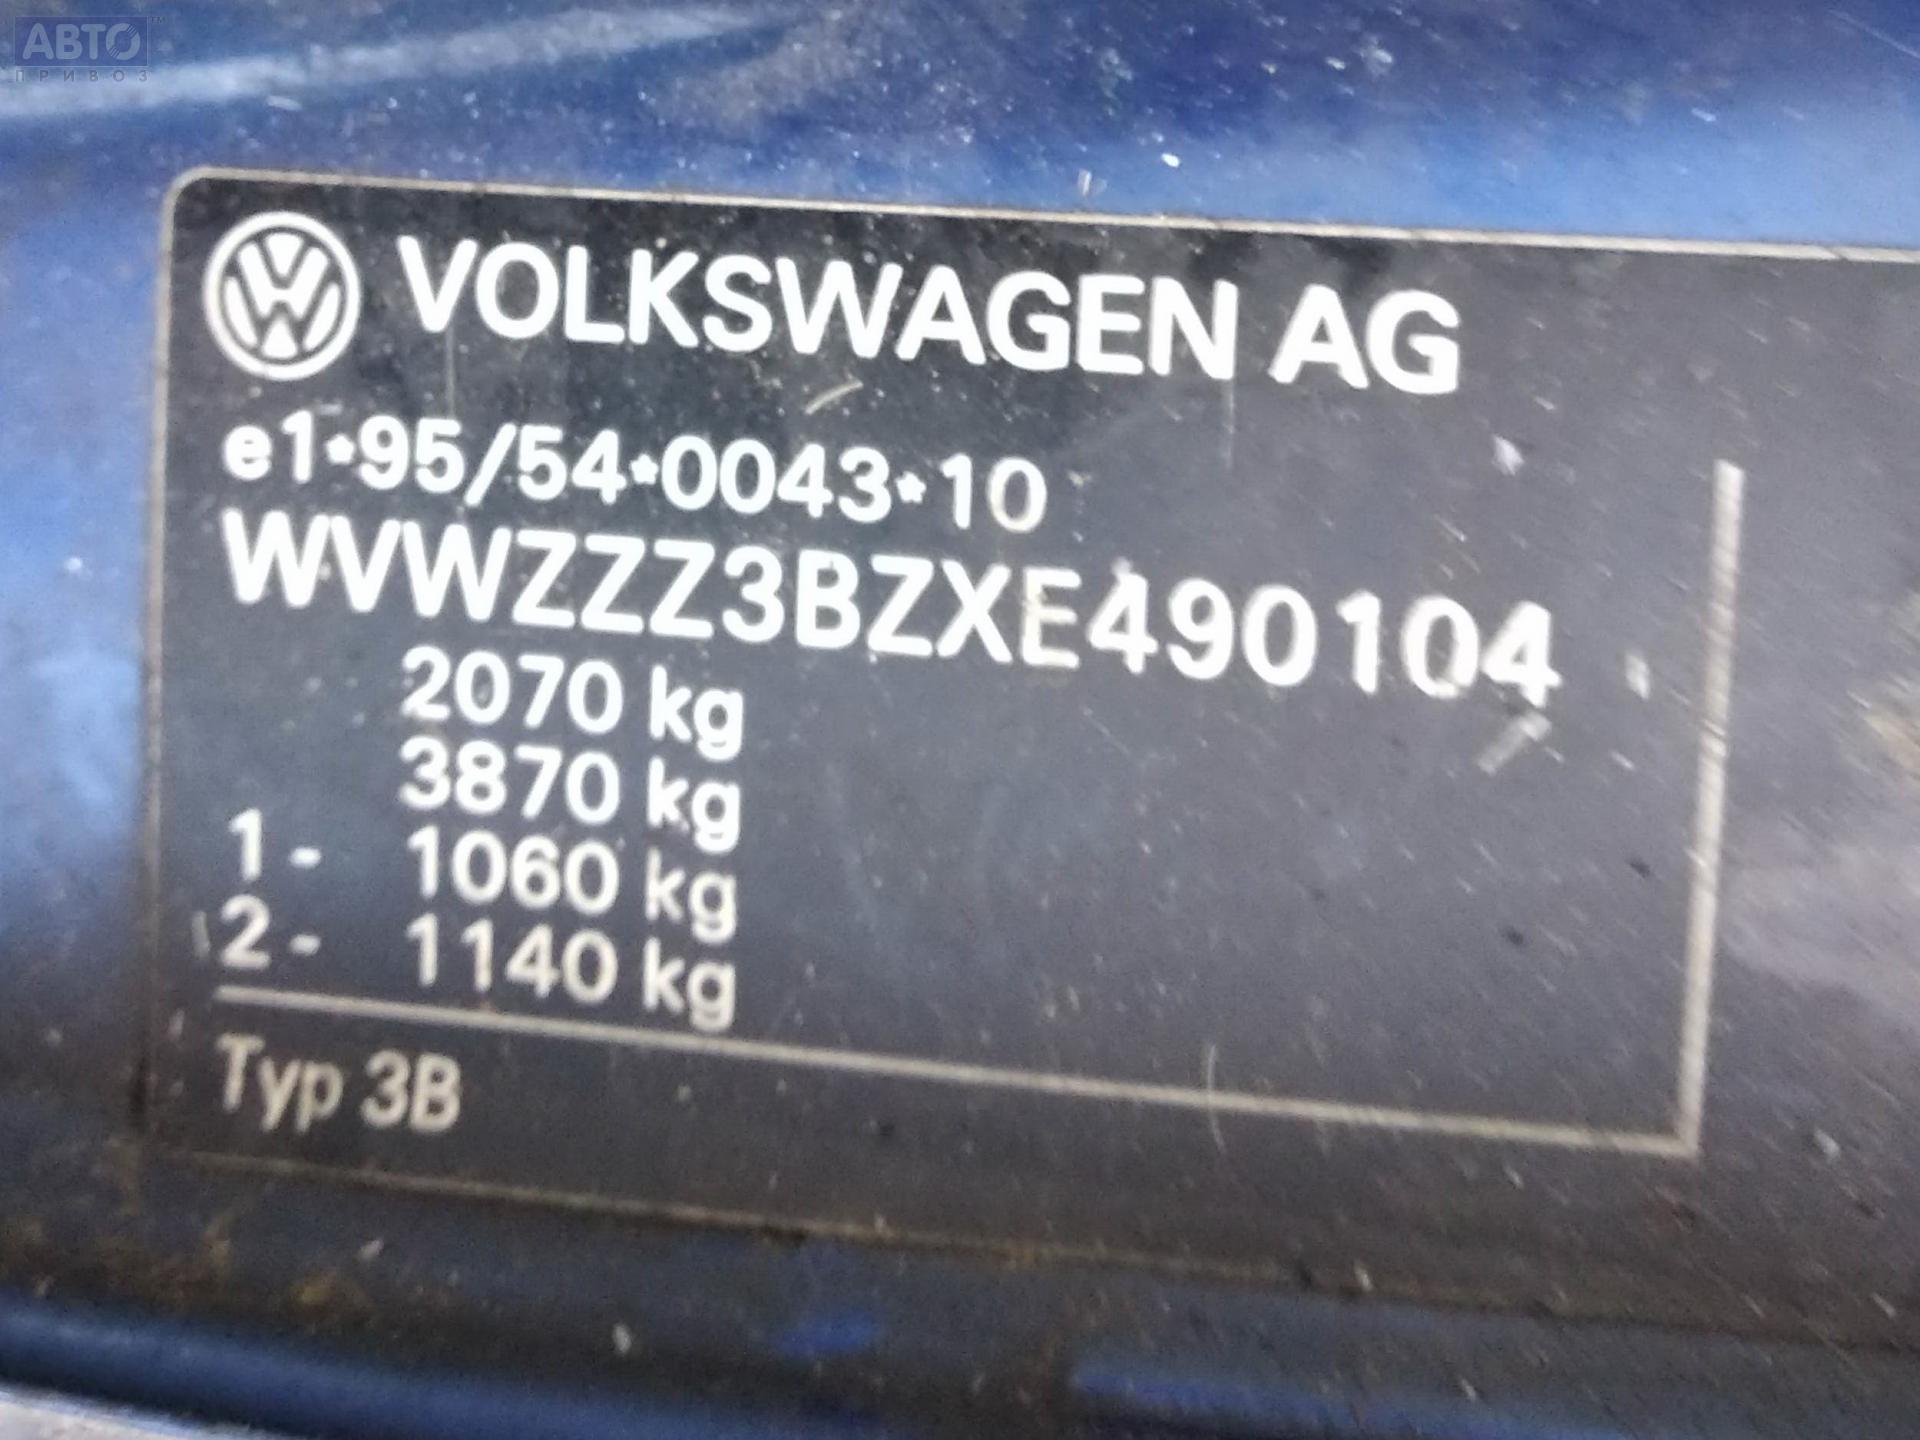 АВТО™
ПРИВОЗ
VOLKSWAGEN AG
e1*95/54*0043*10
WVWZZZ3BZXE490104
2070 kg
3870 kg
1- 1060 kg
2- 1140 kg
Typ 3B